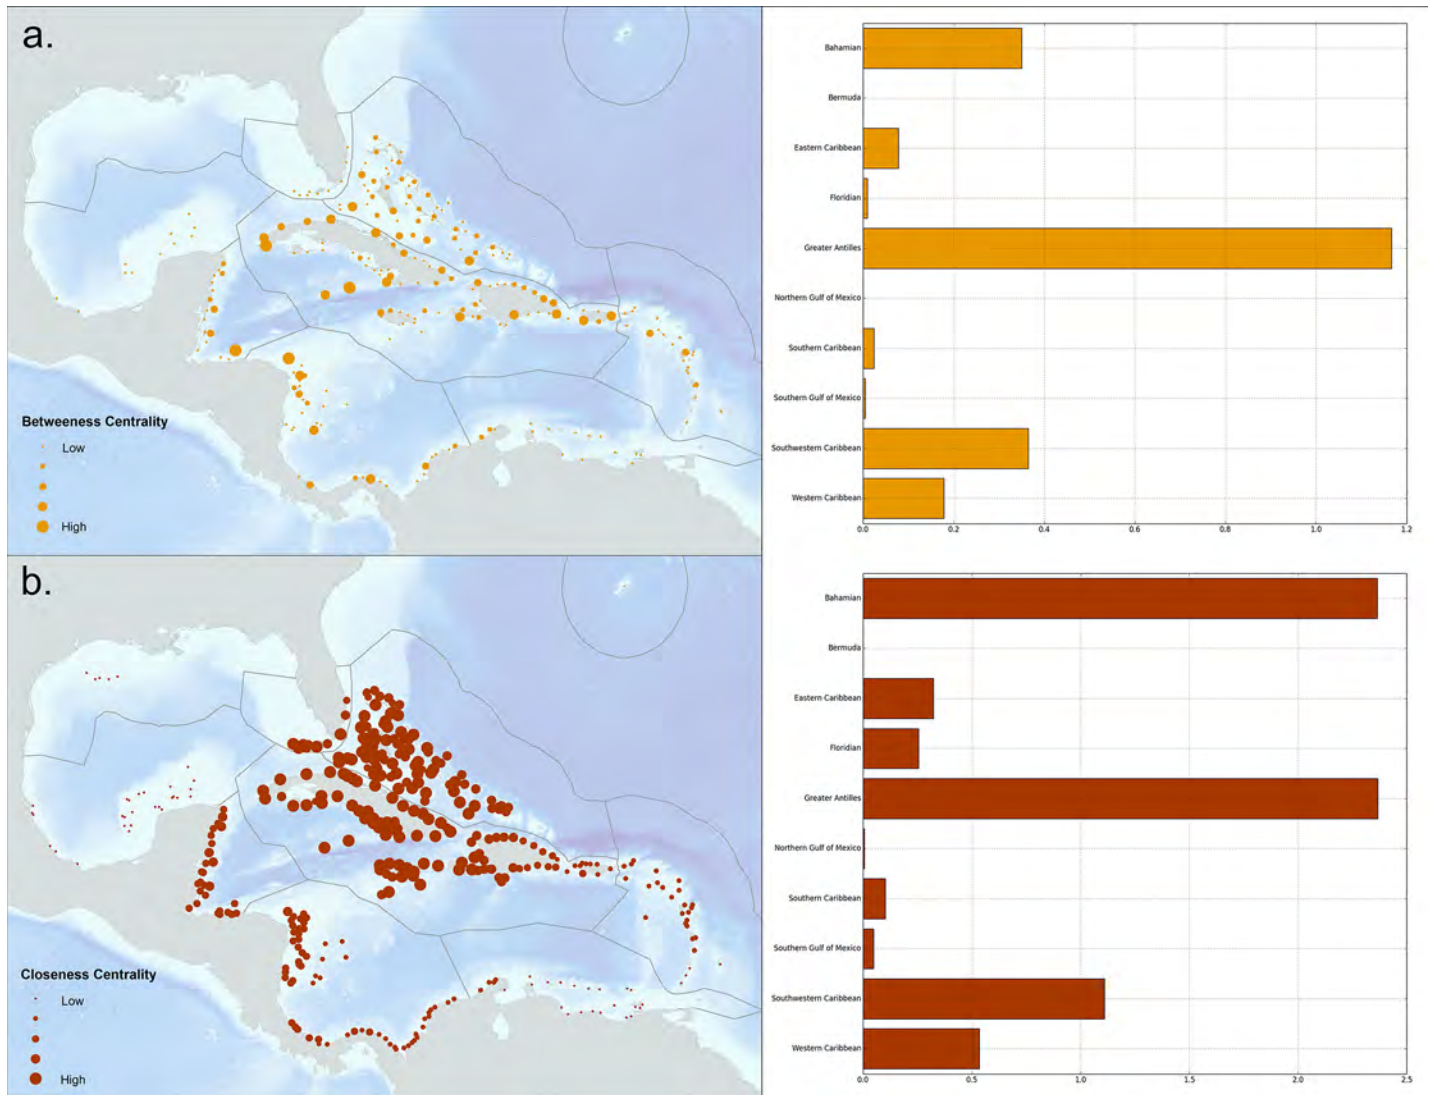 a.
Betweeness Centrality
Low
High
Bahamian
Bermuda
Eastern Caribbean
Floridian
Greater Antilles
Northern Gulf of Mexico
Southern Caribbean
Southern Gulf of Mexico
Southwestern Caribbean
Western Caribbean
0.0 0.2 0.4 0.6 0.8 1.0 1.2
b.
Closeness Centrality
Low
High
Bahamian
Bermuda
Eastern Caribbean
Floridian
Greater Antilles
Northern Gulf of Mexico
Southern Caribbean
Southern Gulf of Mexico
Southwestern Caribbean
Western Caribbean
0.0 0.5 1.0 1.5 2.0 2.5